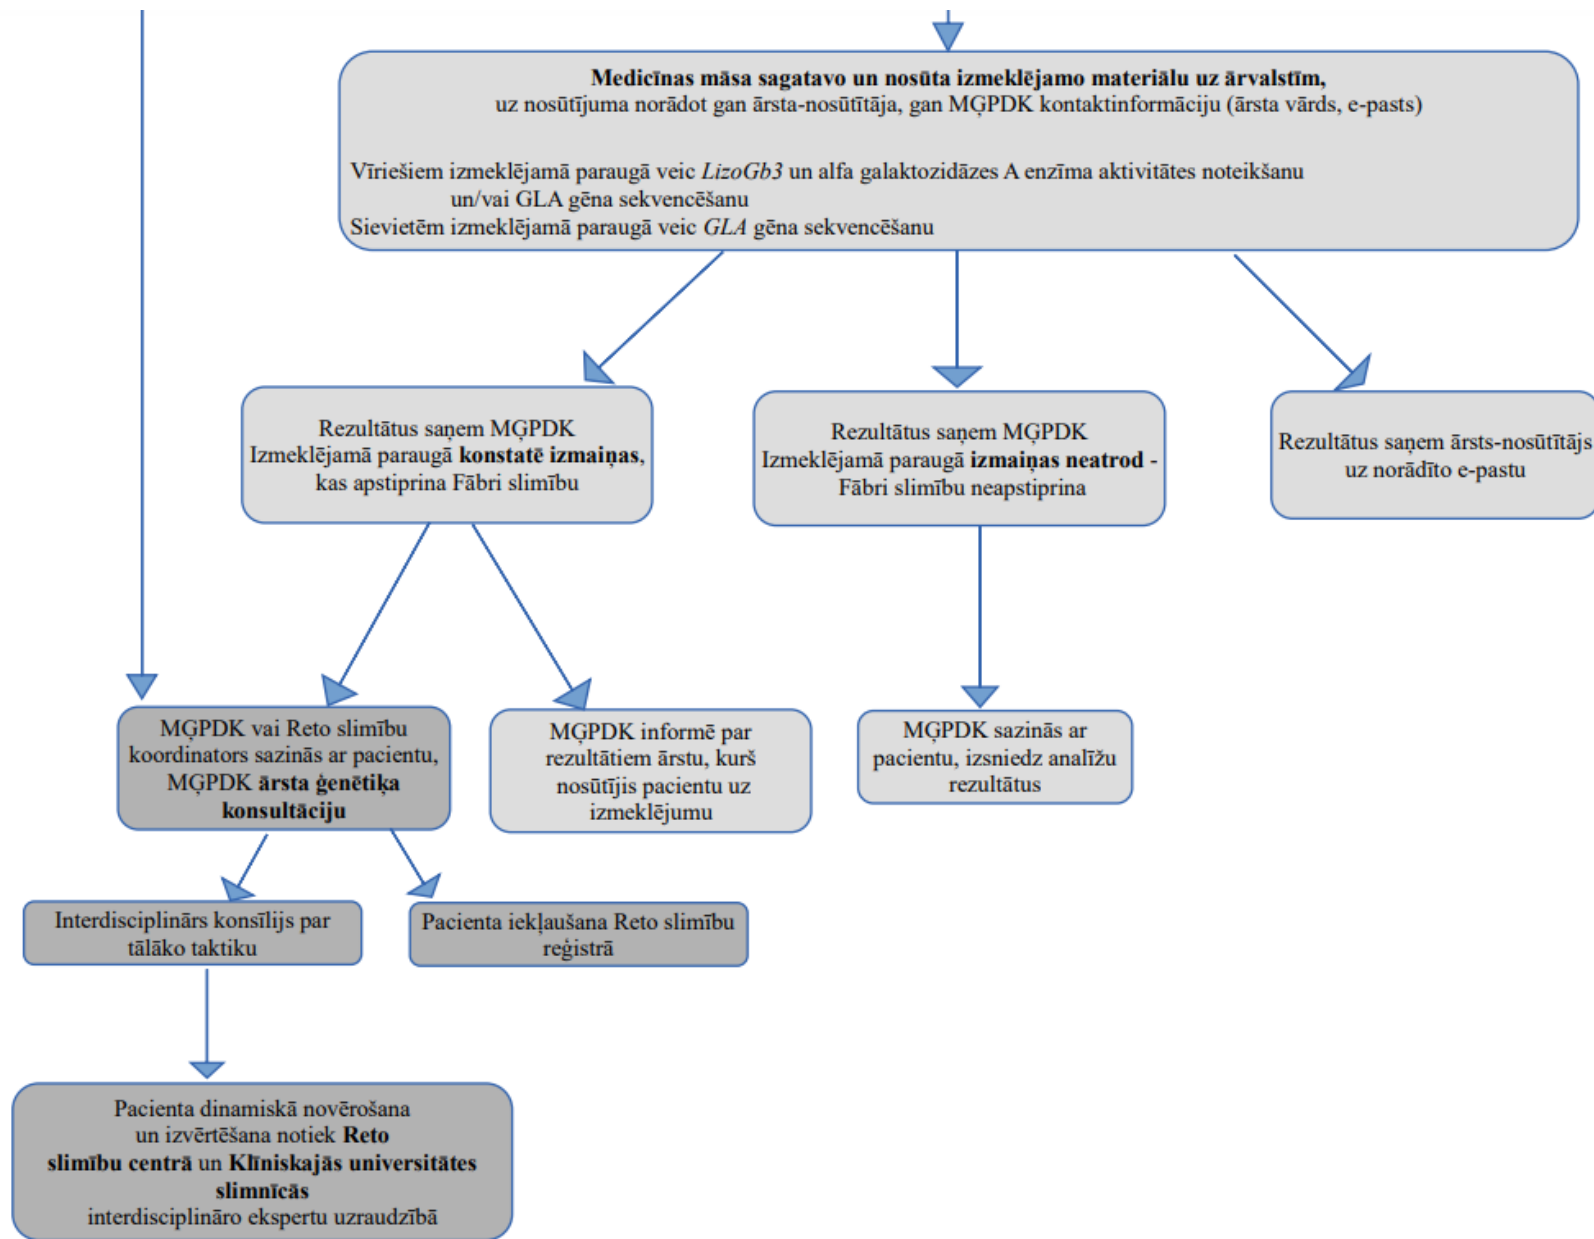 Medicīnas māsa sagatavo un nosūta izmeklējamo materiālu uz ārvalstīm,
uz nosūtījuma norādot gan ārsta-nosūtītāja, gan MĢPDK kontaktinformāciju (ārsta vārds, e-pasts)
Vīriešiem izmeklējamā paraugā veic LizoGb3 un alfa galaktozidāzes A enzīma aktivitātes noteikšanu
un/vai GLA gēna sekvencēšanu
Sievietēm izmeklējamā paraugā veic GLA gēna sekvencēšanu
Rezultātus saņem MĢPDK
Izmeklējamā paraugā konstatē izmaiņas,
kas apstiprina Fābri slimību
Rezultātus saņem MĢPDK
Izmeklējamā paraugā izmaiņas neatrod -
Fābri slimību neapstiprina
Rezultātus saņem ārsts-nosūtītājs
uz norādīto e-pastu
MĢPDK vai Reto slimību
koordinators sazinās ar pacientu,
MĢPDK ārsta ģenētiķa
konsultāciju
MĢPDK informē par
rezultātiem ārstu, kurš
nosūtījis pacientu uz
izmeklējumu
MĢPDK sazinās ar
pacientu, izsniedz analīžu
rezultātus
Interdisciplinārs konsīlijs par
tālāko taktiku
Pacienta iekļaušana Reto slimību
reģistrā
Pacienta dinamiskā novērošana
un izvērtēšana notiek Reto
slimību centrā un Klīniskajās universitātes
slimnīcās
interdisciplināro ekspertu uzraudzībā